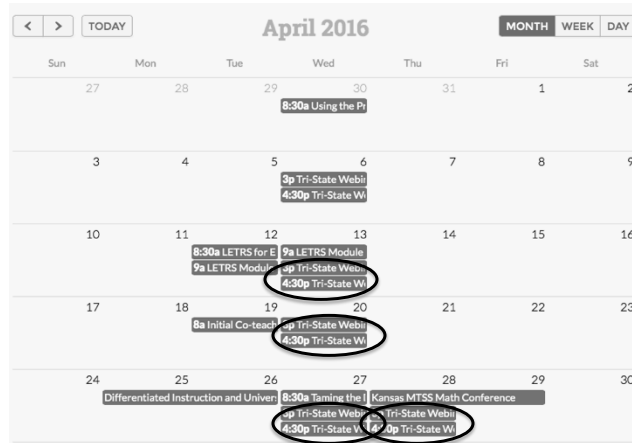 < > TODAY April 2016 MONTH WEEK DAY
Sun Mon Tue Wed Thu Fri Sat
27 28 29 30 31 1 2
8:30a Using the Pr
3 4 5 6 7 8 9
3p Tri-State Webir
4:30p Tri-State W
10 11 12 13 14 15 16
8:30a LETRS for E 9a LETRS Module
9a LETRS Module 3p Tri-State Webir
4:30p Tri-State W
17 18 19 20 21 22 23
8a Initial Co-teach 3p Tri-State Webir
4:30p Tri-State W
24 25 26 27 28 29 30
Differentiated Instruction and Univer 8:30a Taming the Kansas MTSS Math Conference
3p Tri-State Webir Tri-State Webir
4:30p Tri-State W 4:30p Tri-State W